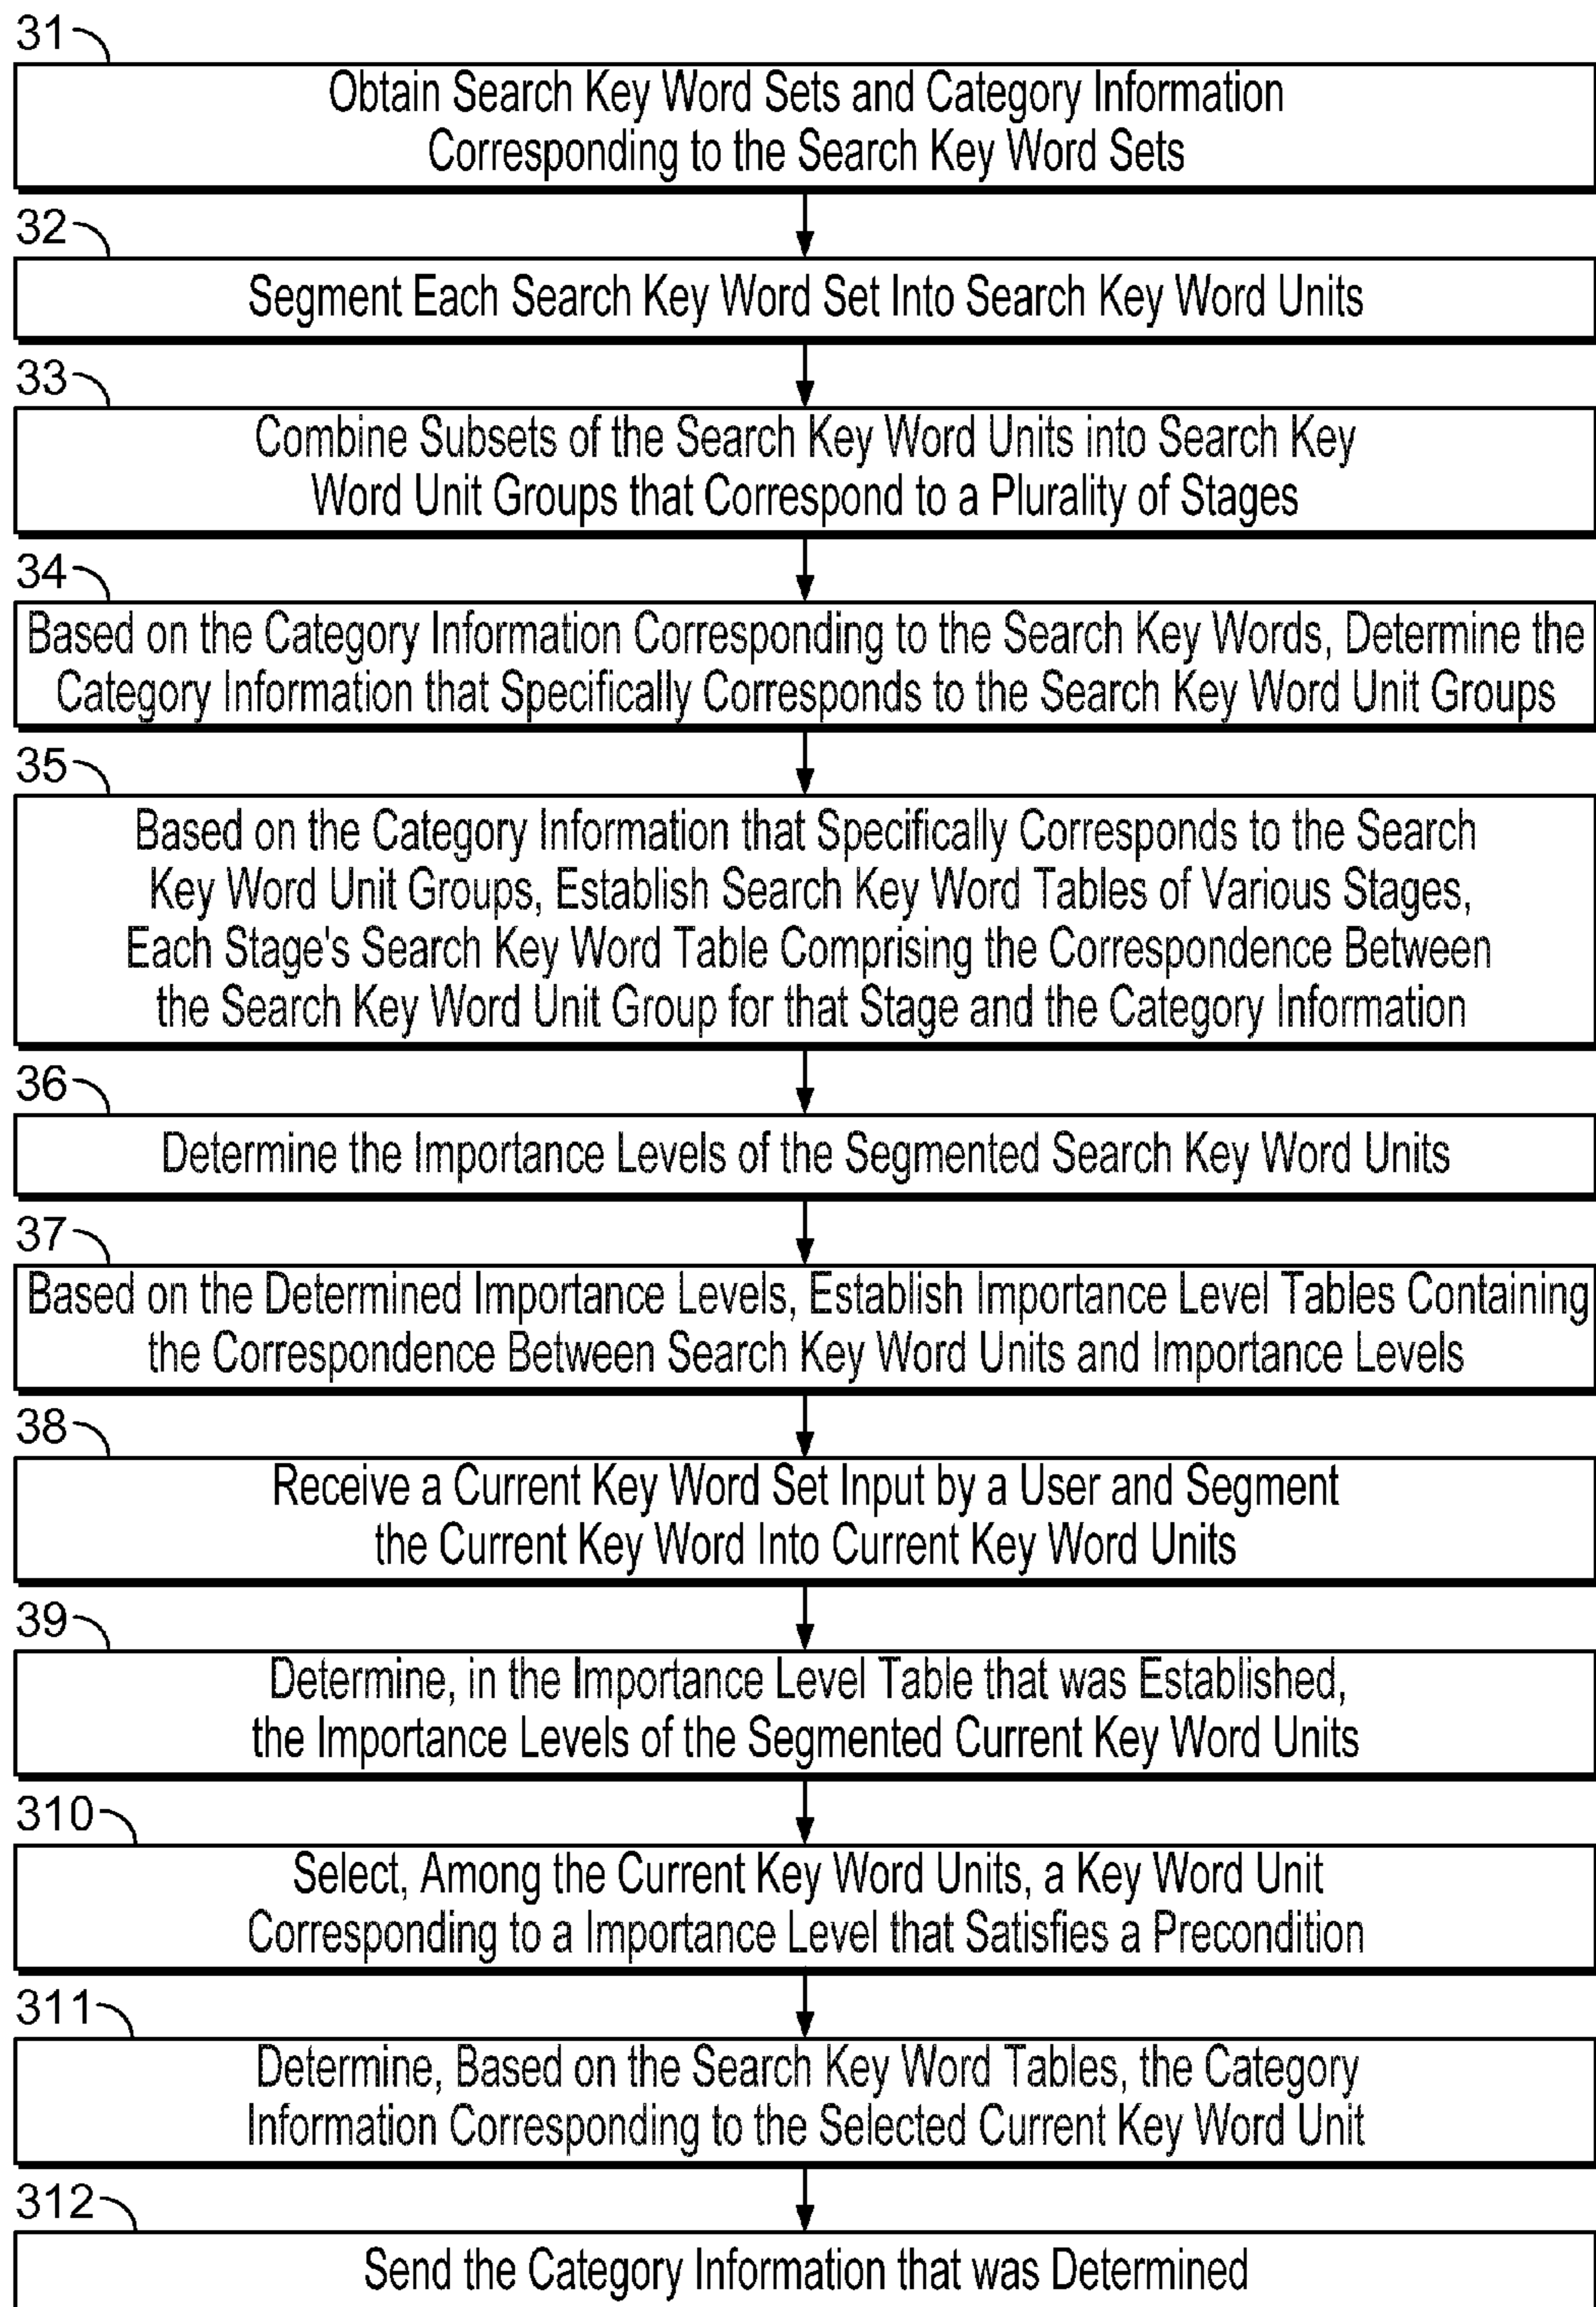 31
Obtain Search Key Word Sets and Category Information
Corresponding to the Search Key Word Sets
32
Segment Each Search Key Word Set Into Search Key Word Units
33
Combine Subsets of the Search Key Word Units into Search Key
Word Unit Groups that Correspond to a Plurality of Stages
34
Based on the Category Information Corresponding to the Search Key Words, Determine the
Category Information that Specifically Corresponds to the Search Key Word Unit Groups
35
Based on the Category Information that Specifically Corresponds to the Search
Key Word Unit Groups, Establish Search Key Word Tables of Various Stages,
Each Stage's Search Key Word Table Comprising the Correspondence Between
the Search Key Word Unit Group for that Stage and the Category Information
36
Determine the Importance Levels of the Segmented Search Key Word Units
37
Based on the Determined Importance Levels, Establish Importance Level Tables Containing
the Correspondence Between Search Key Word Units and Importance Levels
38
Receive a Current Key Word Set Input by a User and Segment
the Current Key Word Into Current Key Word Units
39
Determine, in the Importance Level Table that was Established,
the Importance Levels of the Segmented Current Key Word Units
310
Select, Among the Current Key Word Units, a Key Word Unit
Corresponding to a Importance Level that Satisfies a Precondition
311
Determine, Based on the Search Key Word Tables, the Category
Information Corresponding to the Selected Current Key Word Unit
312
Send the Category Information that was Determined